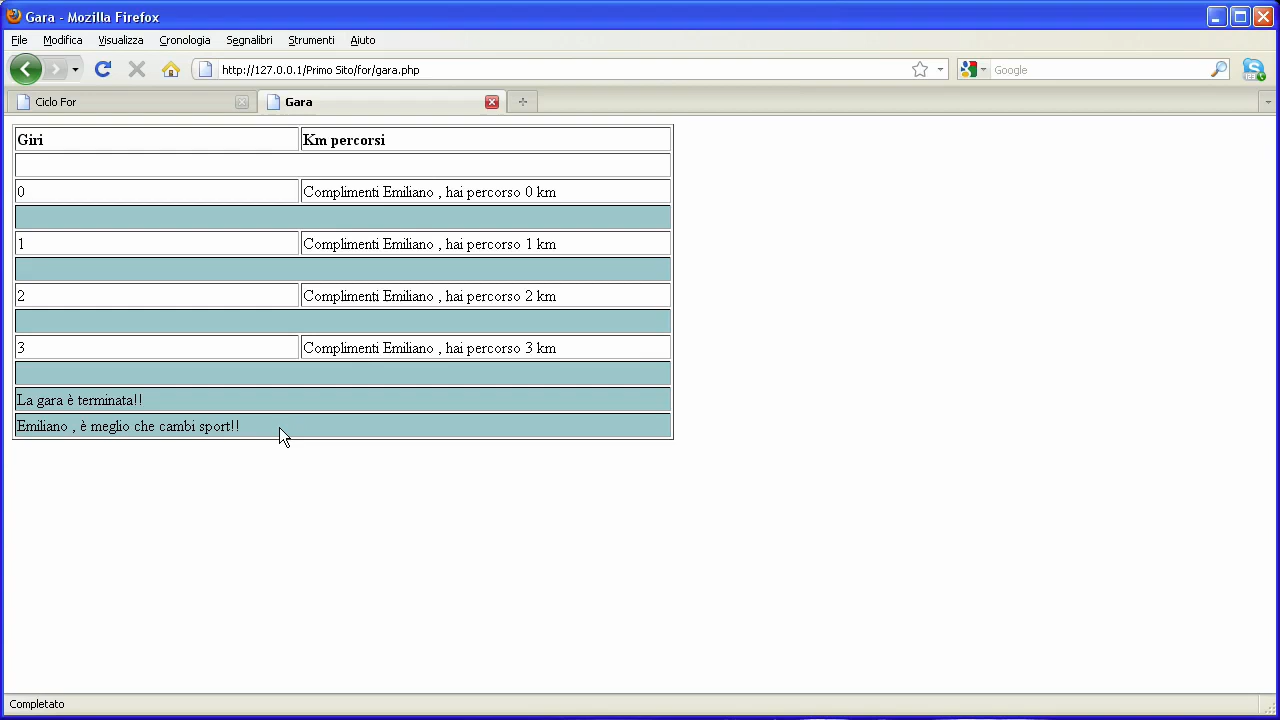 Gara - Mozilla Firefox
File Modifica Visualizza Cronologia Segnalibri Strumenti Aiuto
http://127.0.0.1/Primo Sito/for/gara.php Google
Ciclo For Gara
Giri Km percorsi
0 Complimenti Emiliano , hai percorso 0 km
1 Complimenti Emiliano , hai percorso 1 km
2 Complimenti Emiliano , hai percorso 2 km
3 Complimenti Emiliano , hai percorso 3 km
La gara è terminata!!
Emiliano , è meglio che cambi sport!!
Completato